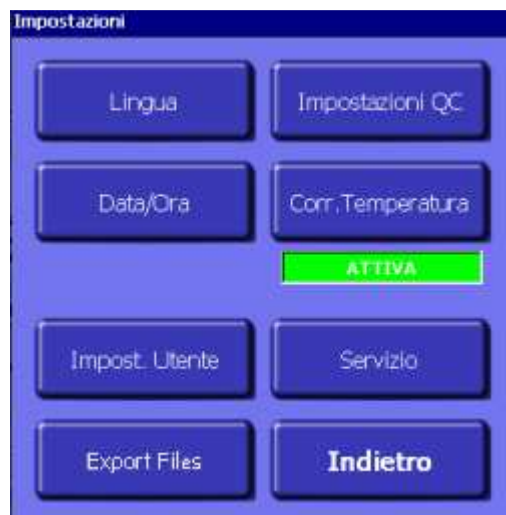 Impostazioni
Lingua
Impostazioni QC
Data/Ora
Corr.Temperatura
ATTIVA
Impost. Utente
Servizio
Export Files
Indietro